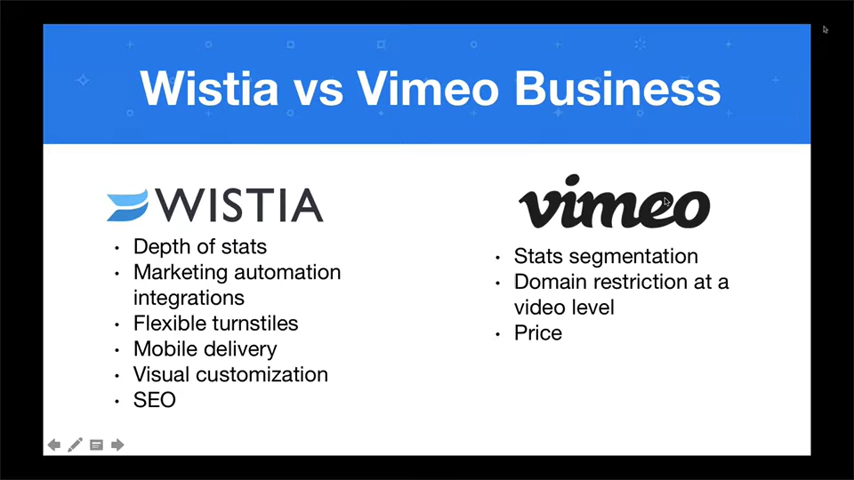 Wistia vs Vimeo Business
WISTIA
• Depth of stats
• Marketing automation
integrations
• Flexible turnstiles
• Mobile delivery
• Visual customization
• SEO
vimeo
• Stats segmentation
• Domain restriction at a
video level
• Price